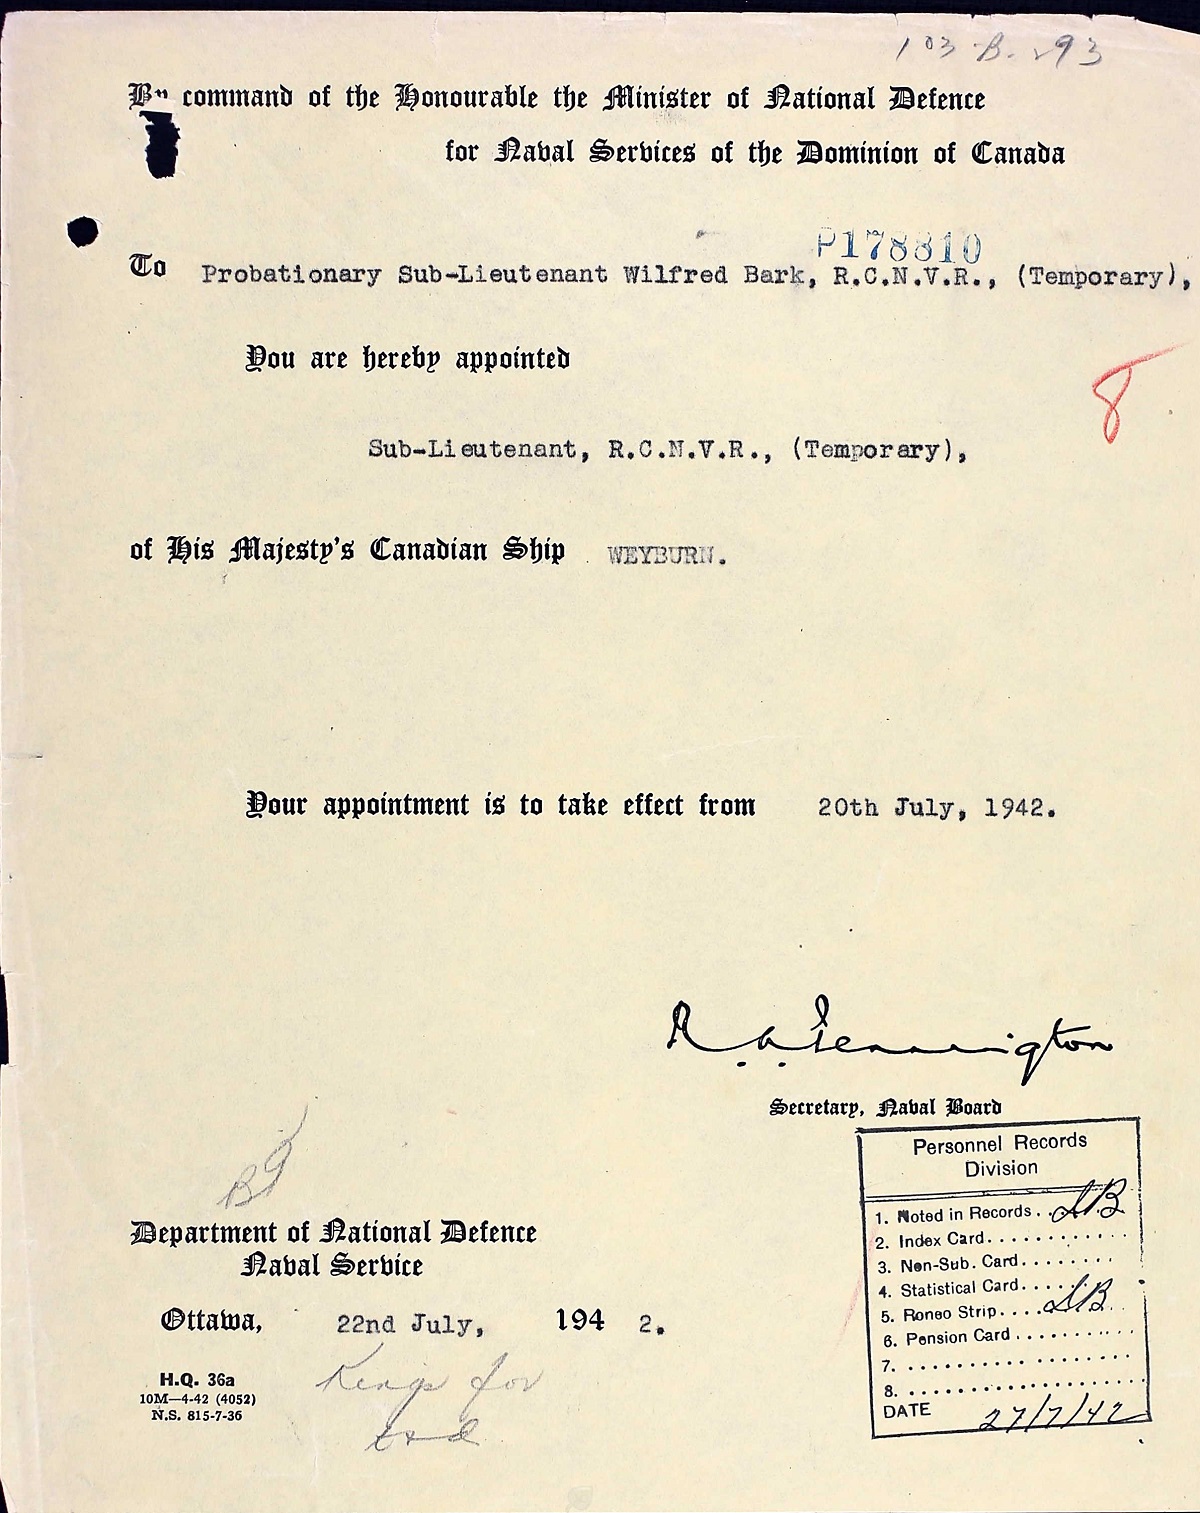 103-B-293
By command of the Honourable the Minister of National Defence
for Naval Services of the Dominion of Canada
P178810
To Probationary Sub-Lieutenant Wilfred Bark, R.C.N.V.R., (Temporary),
You are hereby appointed
8
Sub-Lieutenant, R.C.N.V.R., (Temporary),
of His Majesty's Canadian Ship WEYBURN.
Your appointment is to take effect from 20th July, 1942.
Secretary, Naval Board
Personnel Records
Division
1. Noted in Records. . SB
2. Index Card. . . . . . . . . . . .
3. Non-Sub. Card. . . . . . . .
4. Statistical Card. . . . . .
5. Roneo Strip. . . . SB. .
6. Pension Card . . . . . . . . . .
7. . . . . . . . . . . . . . . . . . .
8. . . . . . . . . . . . . . . . . . .
DATE 27/7/42
Department of National Defence
Naval Service
Ottawa, 22nd July, 194 2.
H.Q. 36a
10M—4-42 (4052)
N.S. 815-7-36
Kings for